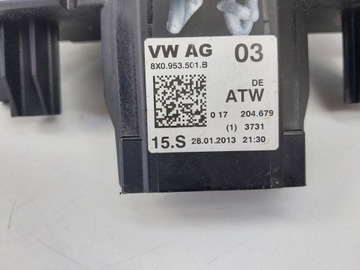 VW AG 03
8X0.953.501.B
DE
ATW
0 17 204.679
(1) 3731
15.S 28.01.2013 21:30